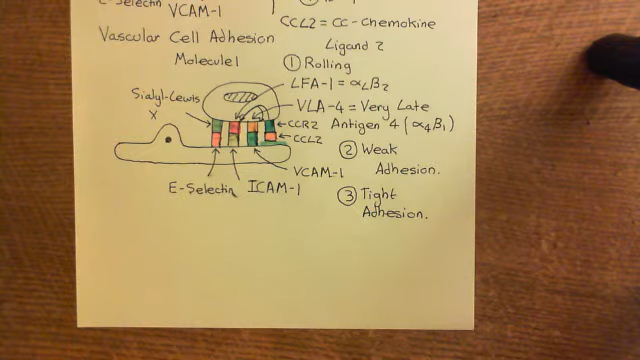 E-Selectin
VCAM-1
CCL2 = CC-Chemokine
Ligand 2
Vascular Cell Adhesion
Molecule 1
① Rolling
LFA-1 = αLβ2
Sialyl-Lewis
X
VLA-4 = Very Late
Antigen 4 (α4β1)
CCR2
CCL2
② Weak
Adhesion.
VCAM-1
E-Selectin ICAM-1
③ Tight
Adhesion.